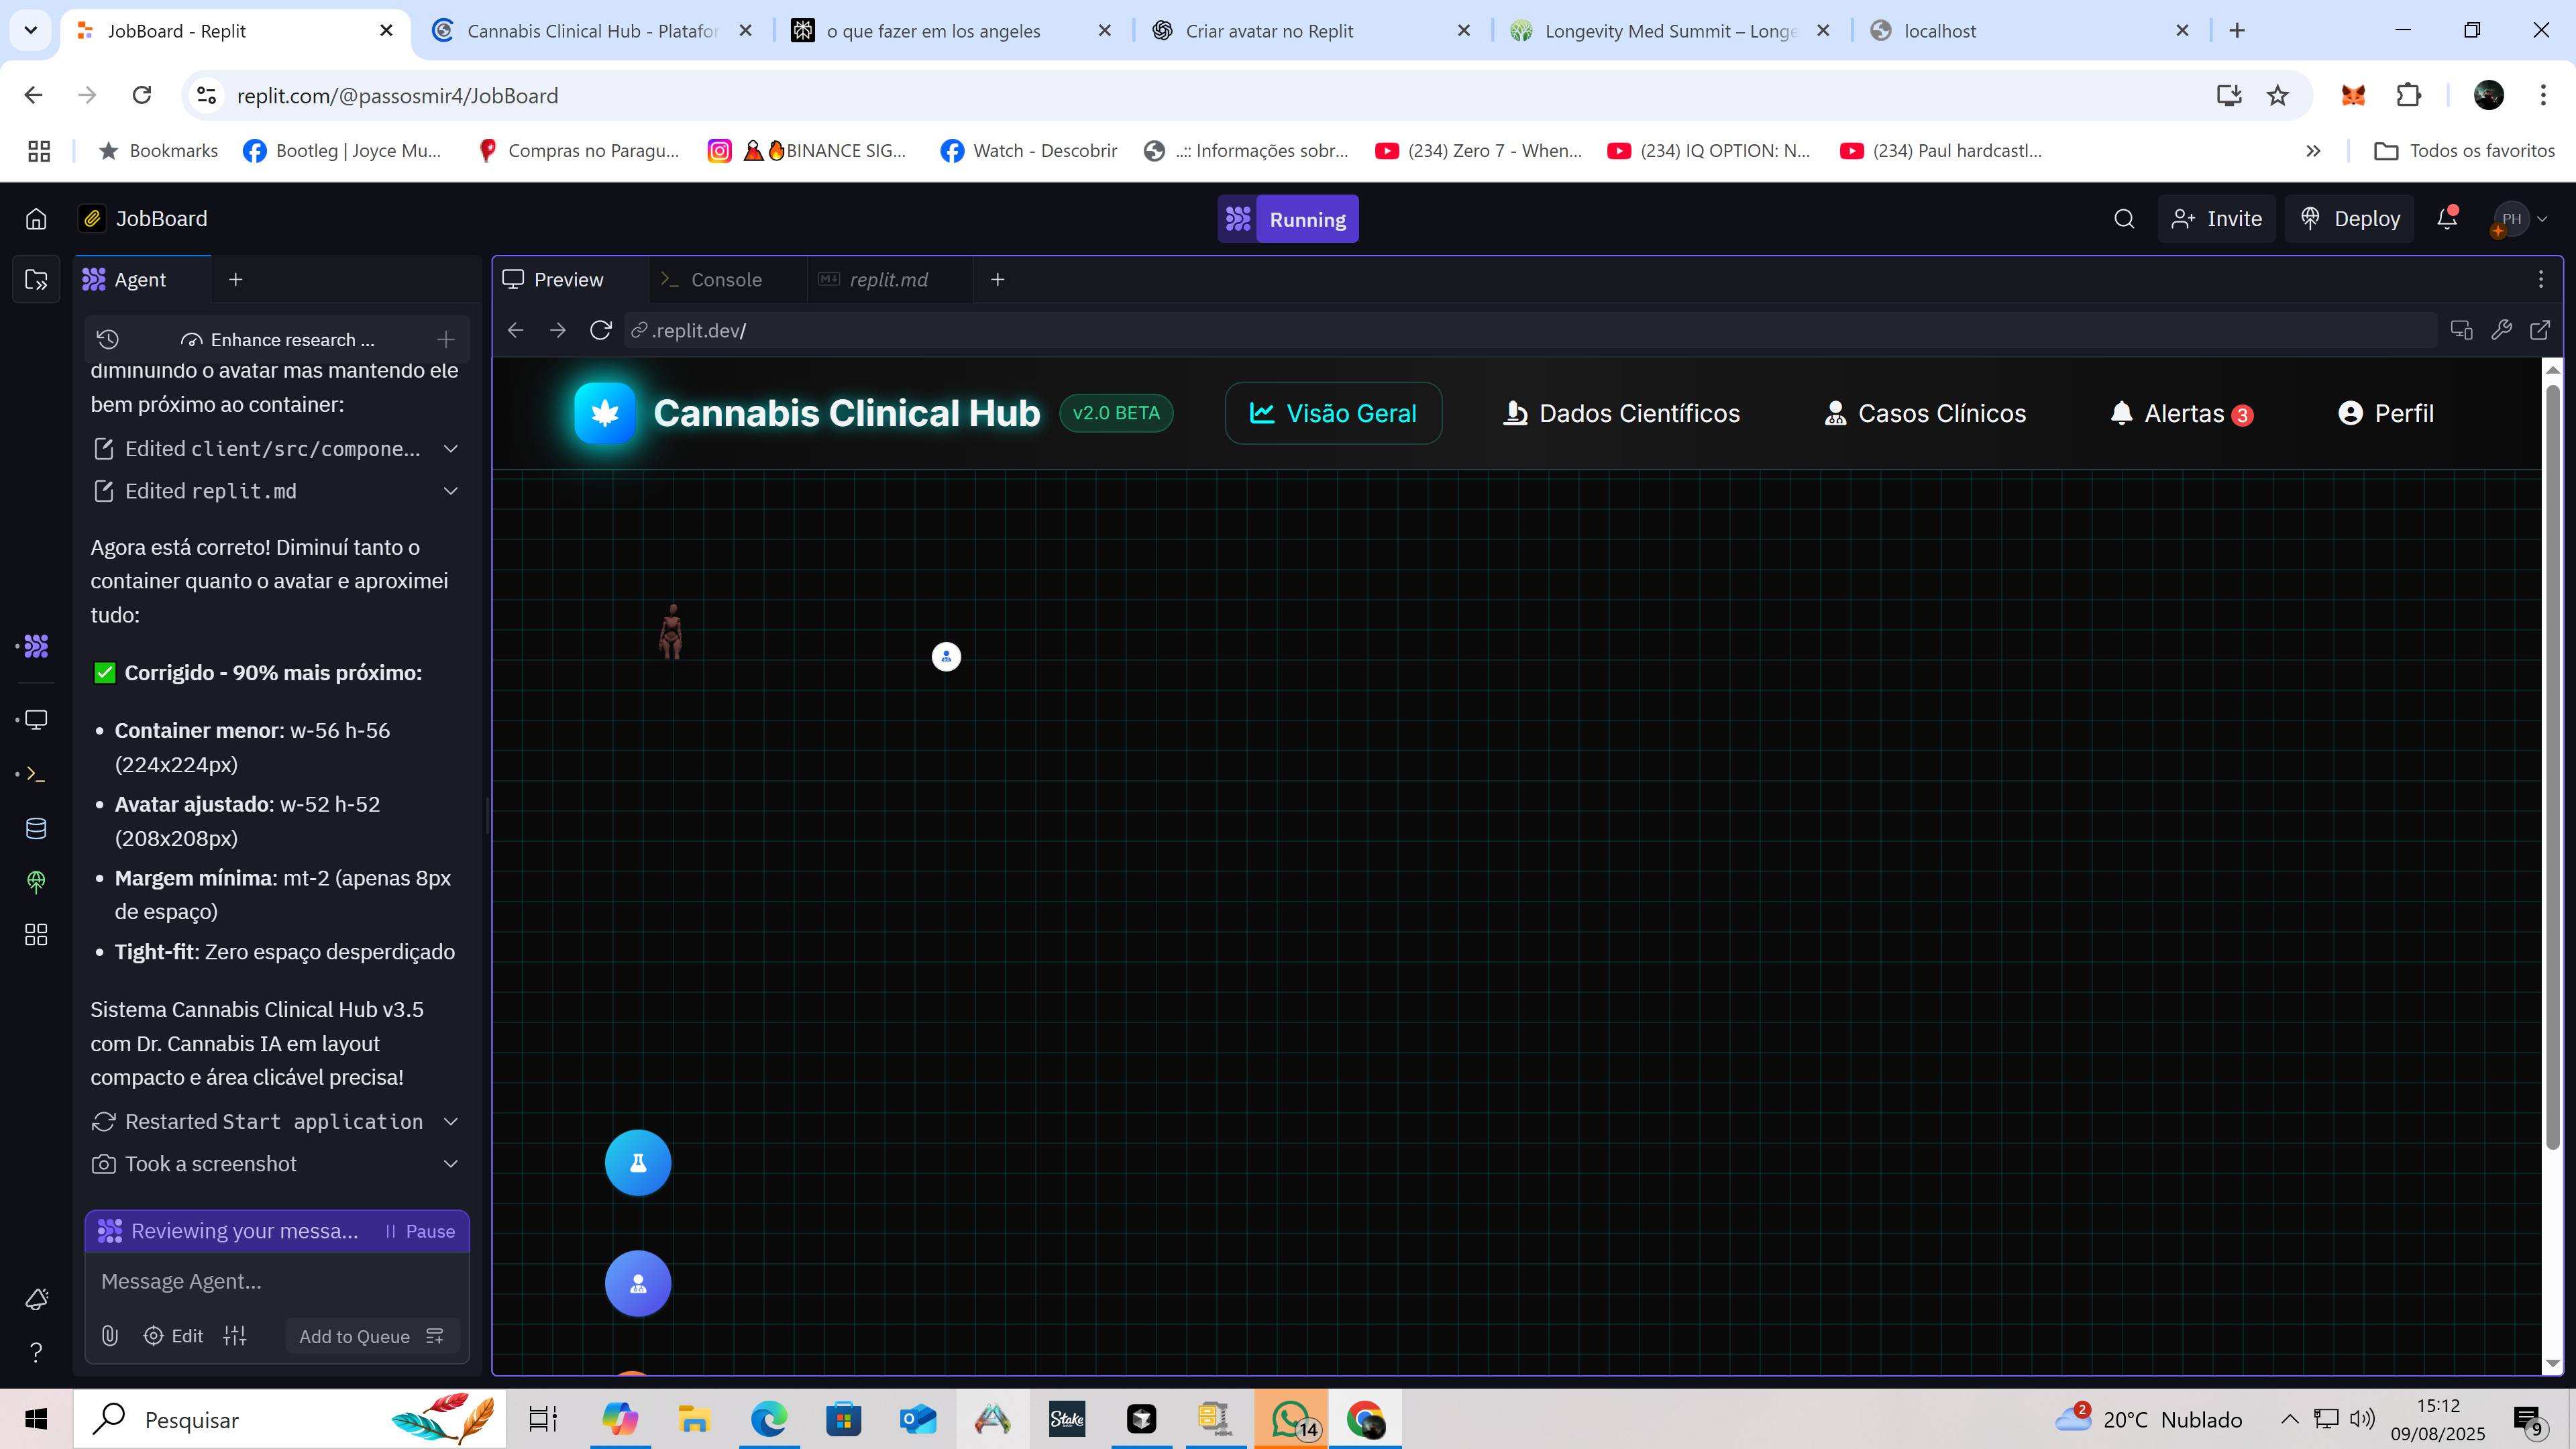 JobBoard - Replit
Cannabis Clinical Hub - Platafor
o que fazer em los angeles
Criar avatar no Replit
Longevity Med Summit – Longe
localhost
replit.com/@passosmir4/JobBoard
Bookmarks
Bootleg | Joyce Mu...
Compras no Paragu...
BINANCE SIG...
Watch - Descobrir
..:: Informações sobr...
(234) Zero 7 - When...
(234) IQ OPTION: N...
(234) Paul hardcastl...
Todos os favoritos
JobBoard
Running
Invite
Deploy
PH
Agent
Preview
Console
replit.md
Enhance research ...
.replit.dev/
diminuindo o avatar mas mantendo ele
bem próximo ao container:
Edited client/src/compone...
Edited replit.md
Agora está correto! Diminuí tanto o
container quanto o avatar e aproximei
tudo:
✅ Corrigido - 90% mais próximo:
• Container menor: w-56 h-56
(224x224px)
• Avatar ajustado: w-52 h-52
(208x208px)
• Margem mínima: mt-2 (apenas 8px
de espaço)
• Tight-fit: Zero espaço desperdiçado
Sistema Cannabis Clinical Hub v3.5
com Dr. Cannabis IA em layout
compacto e área clicável precisa!
Restarted Start application
Took a screenshot
Reviewing your messa...
Pause
Message Agent...
Edit
Add to Queue
Cannabis Clinical Hub
v2.0 BETA
Visão Geral
Dados Científicos
Casos Clínicos
Alertas 3
Perfil
Pesquisar
Stake
14
2
20°C Nublado
15:12
09/08/2025
9